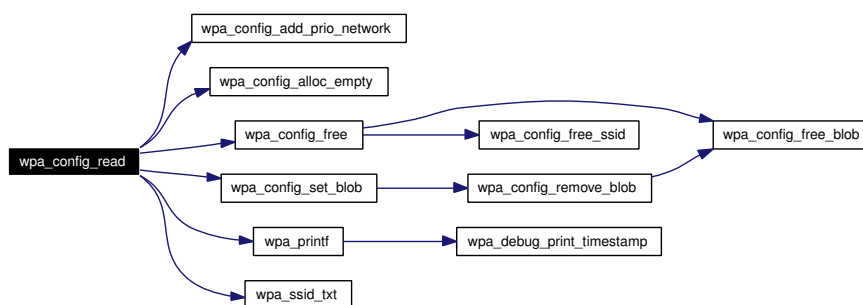 wpa_config_add_prio_network
wpa_config_alloc_empty
wpa_config_free
wpa_config_free_ssid
wpa_config_free_blob
wpa_config_read
wpa_config_set_blob
wpa_config_remove_blob
wpa_printf
wpa_debug_print_timestamp
wpa_ssid_txt